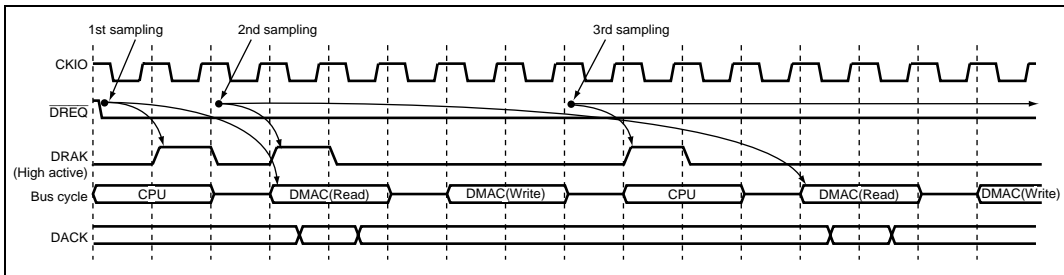 1st sampling 2nd sampling 3rd sampling
CKIO
DREQ
DRAK
(High active)
Bus cycle CPU DMAC(Read) DMAC(Write) CPU DMAC(Read) DMAC(Write)
DACK